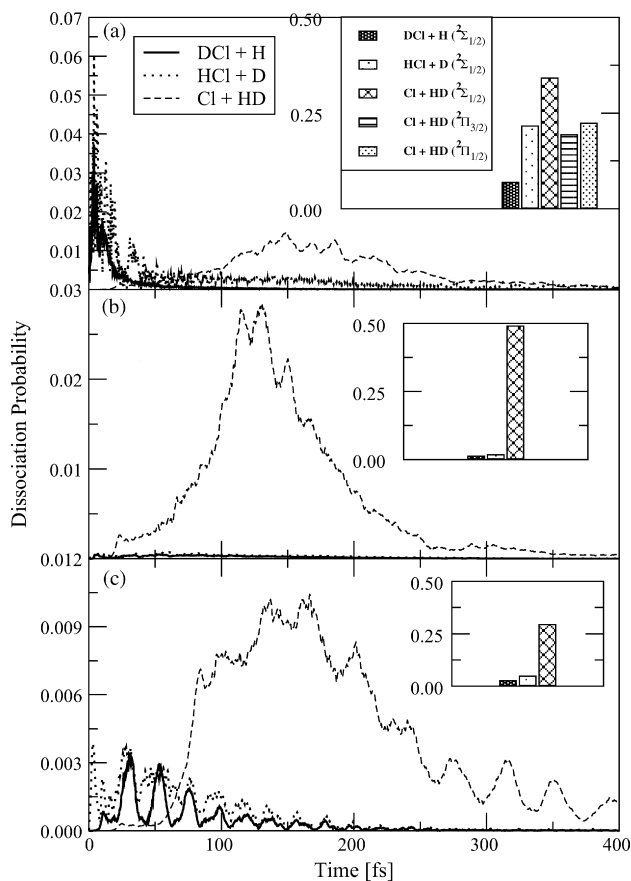 (a)
DCl + H
HCl + D
Cl + HD
0.07
0.06
0.05
0.04
0.03
0.02
0.01
0.03
0.50
0.25
0.00
DCl + H (²Σ₁/₂)
HCl + D (²Σ₁/₂)
Cl + HD (²Σ₁/₂)
Cl + HD (²Π₃/₂)
Cl + HD (²Π₁/₂)
(b)
0.02
0.01
0.012
0.50
0.25
0.00
Dissociation Probability
(c)
0.009
0.006
0.003
0.000
0.50
0.25
0.00
0
100
200
300
400
Time [fs]